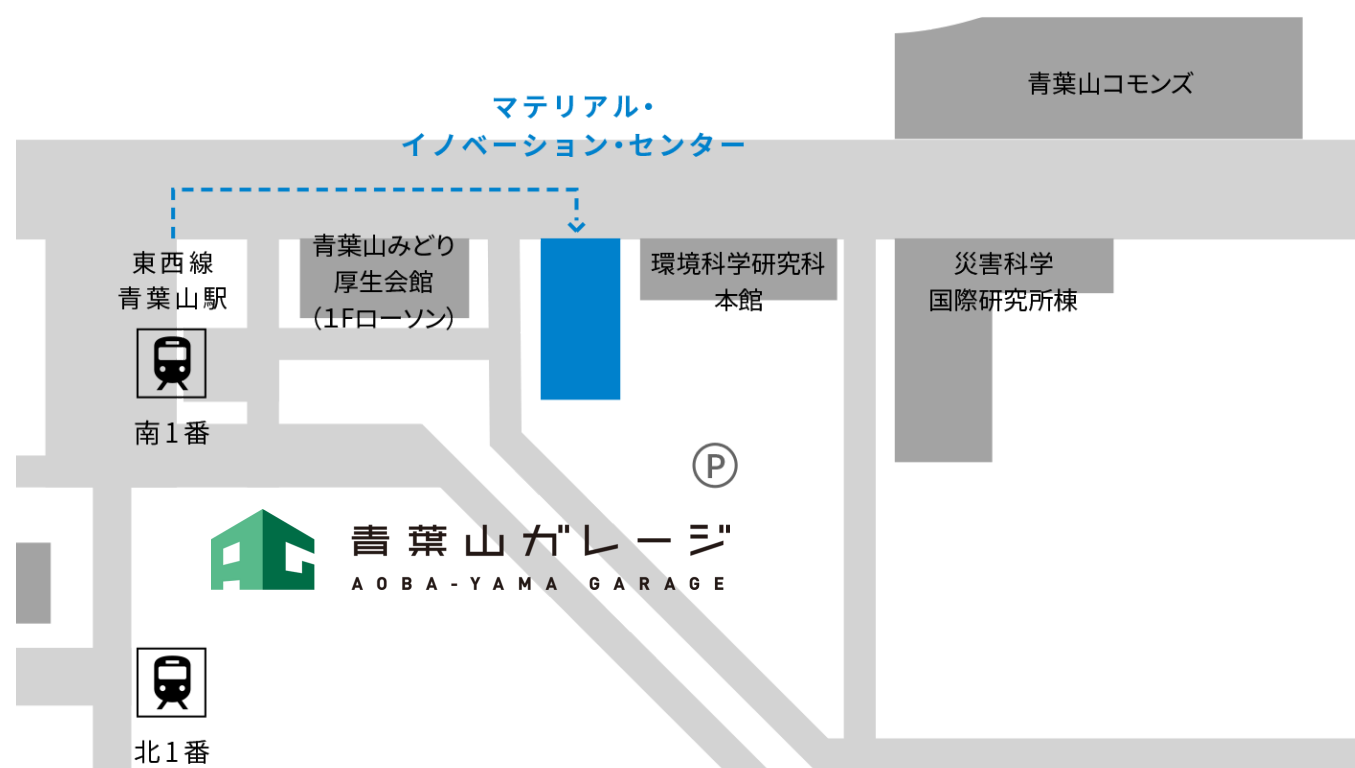 青葉山コモンズ
マテリアル・
イノベーション・センター
東西線
青葉山駅
南1番
青葉山みどり
厚生会館
（1Fローソン）
環境科学研究科
本館
災害科学
国際研究所棟
P
青葉山ガレージ
AOBA-YAMA GARAGE
北1番